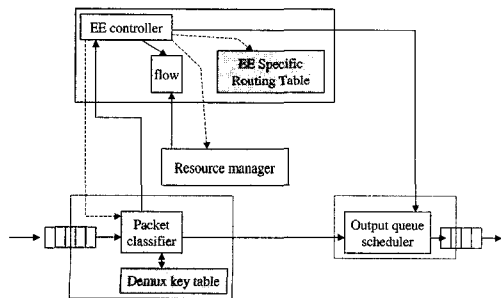 EE controller
flow
EE Specific
Routing Table
Resource manager
Packet
classifier
Output queue
scheduler
Demux key table